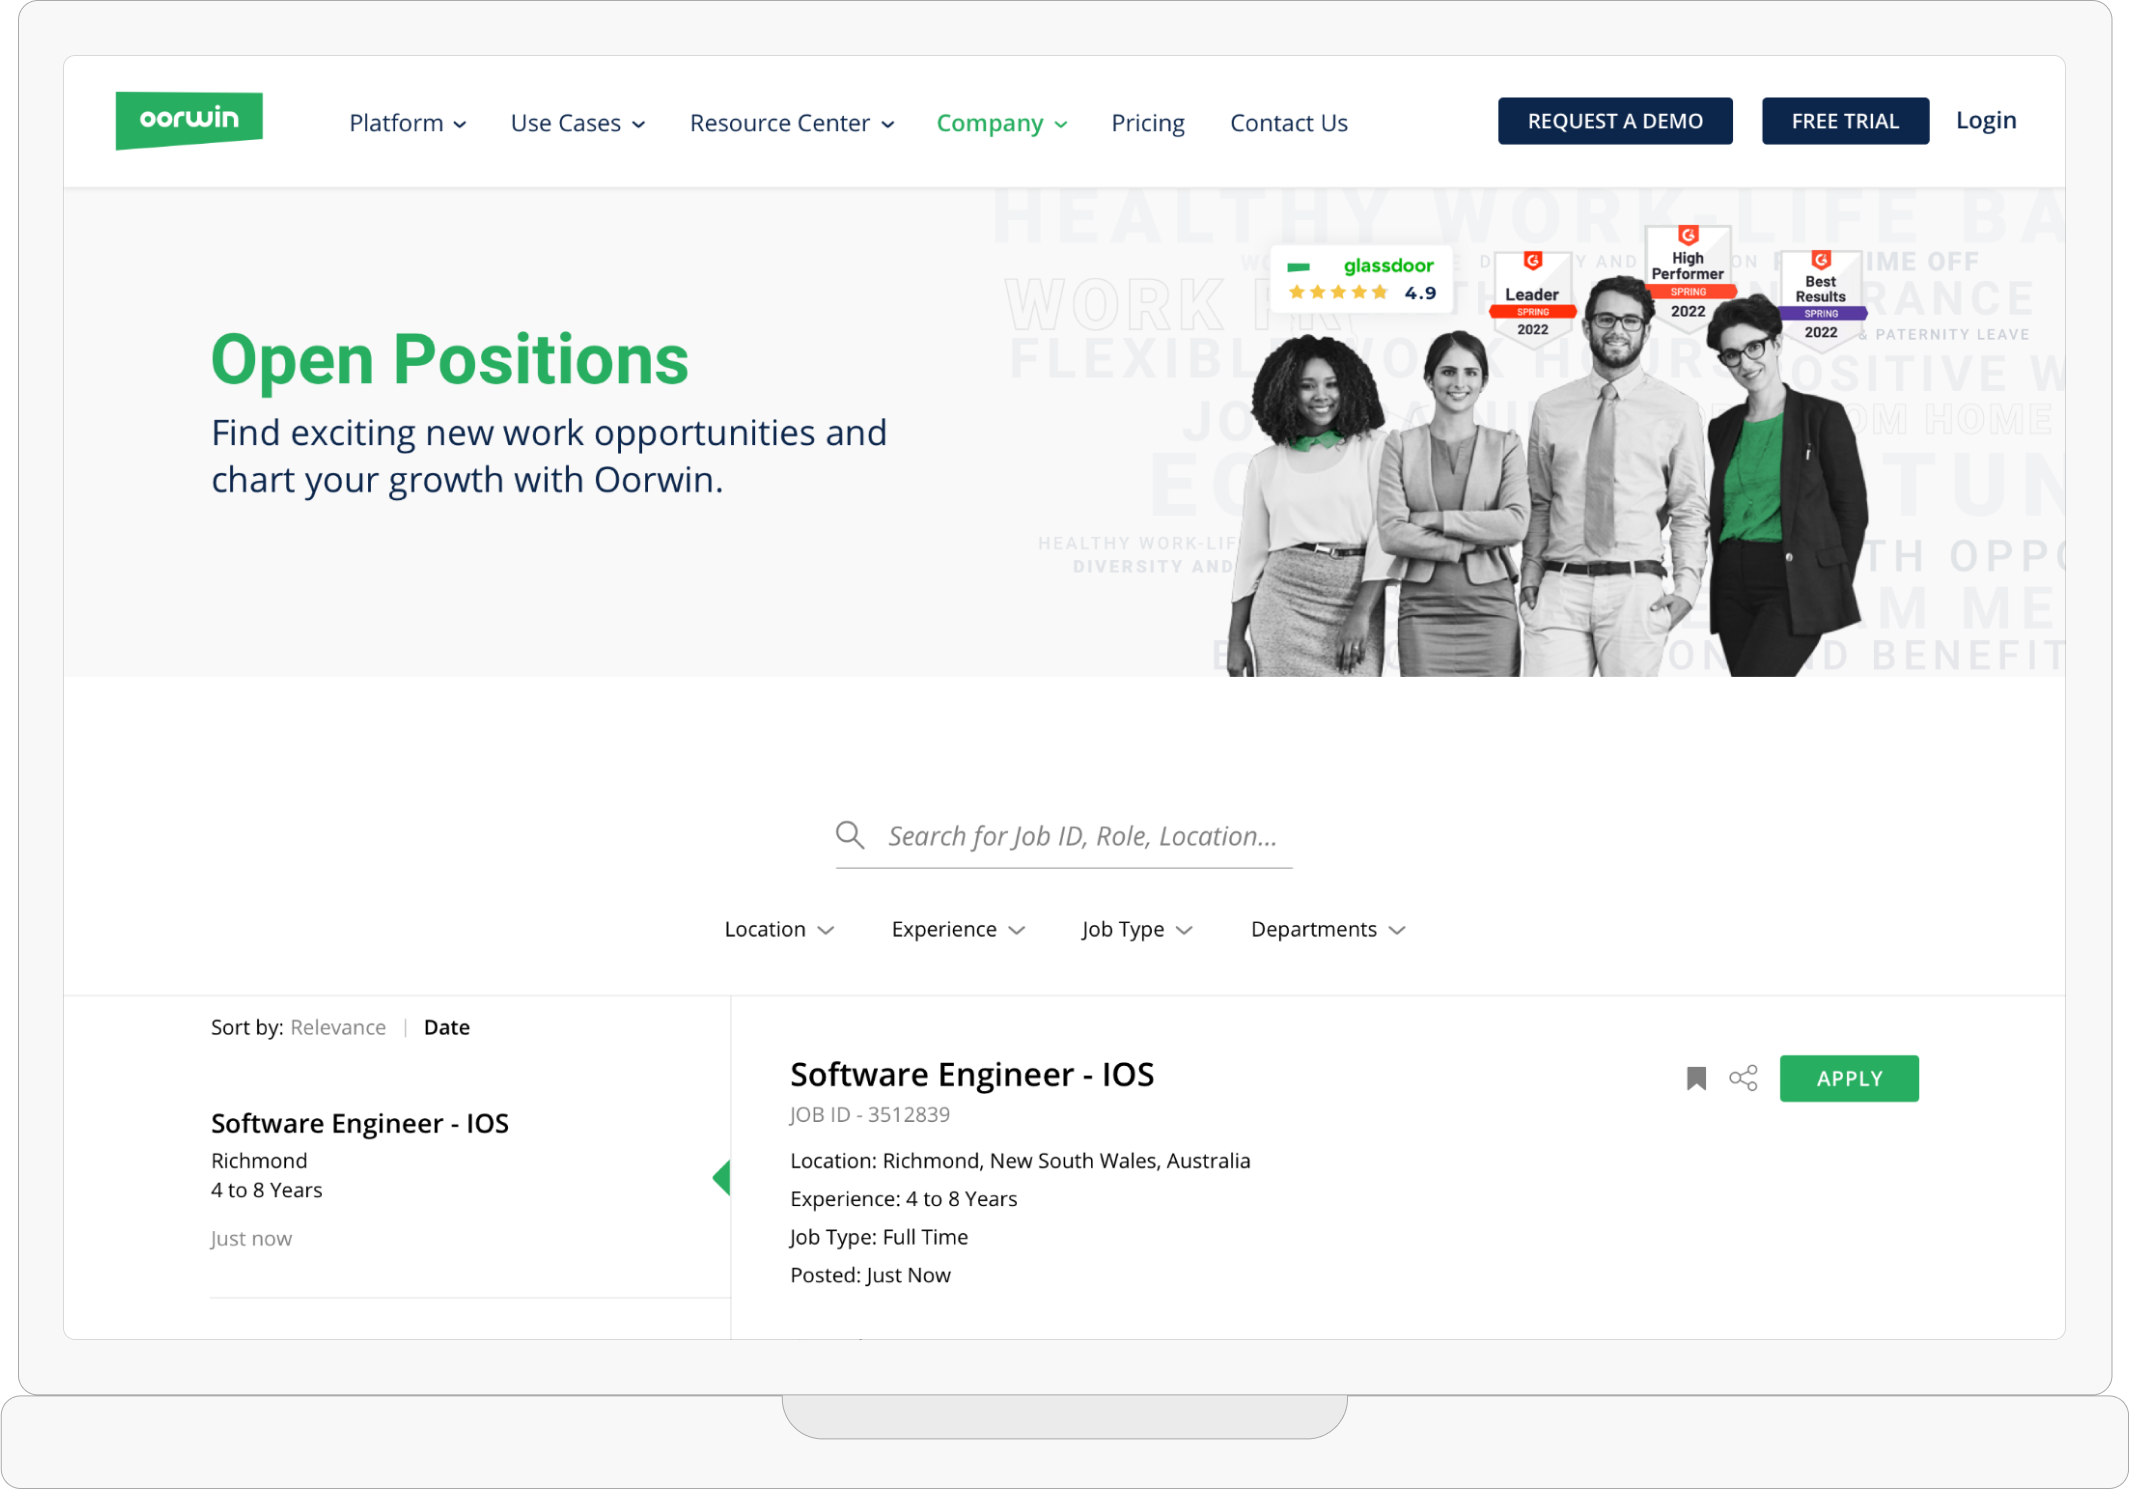 oorwin
Platform
Use Cases
Resource Center
Company
Pricing
Contact Us
REQUEST A DEMO
FREE TRIAL
Login
HEALTHY WORK-LIFE BA
glassdoor
4.9
Leader
SPRING
2022
High
Performer
SPRING
2022
Best
Results
SPRING
2022
IME OFF
RANCE
& PATERNITY LEAVE
WORK
FLEXIBL
OSITIVE W
OM HOME
TUN
HEALTHY WORK-LIF
DIVERSITY AND
TH OPPO
M ME
BENEFIT
Open Positions
Find exciting new work opportunities and
chart your growth with Oorwin.
Search for Job ID, Role, Location...
Location
Experience
Job Type
Departments
Sort by: Relevance | Date
Software Engineer - IOS
Richmond
4 to 8 Years
Just now
Software Engineer - IOS
JOB ID - 3512839
Location: Richmond, New South Wales, Australia
Experience: 4 to 8 Years
Job Type: Full Time
Posted: Just Now
APPLY